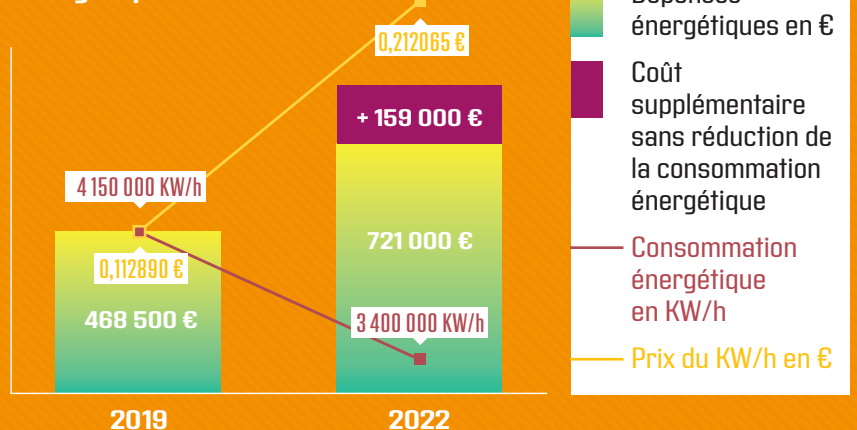 0,212065 €
+ 159 000 €
4 150 000 KW/h
721 000 €
0,112890 €
468 500 €
3 400 000 KW/h
2019
2022
énergétiques en €
Coût
supplémentaire
sans réduction de
la consommation
énergétique
Consommation
énergétique
en KW/h
Prix du KW/h en €